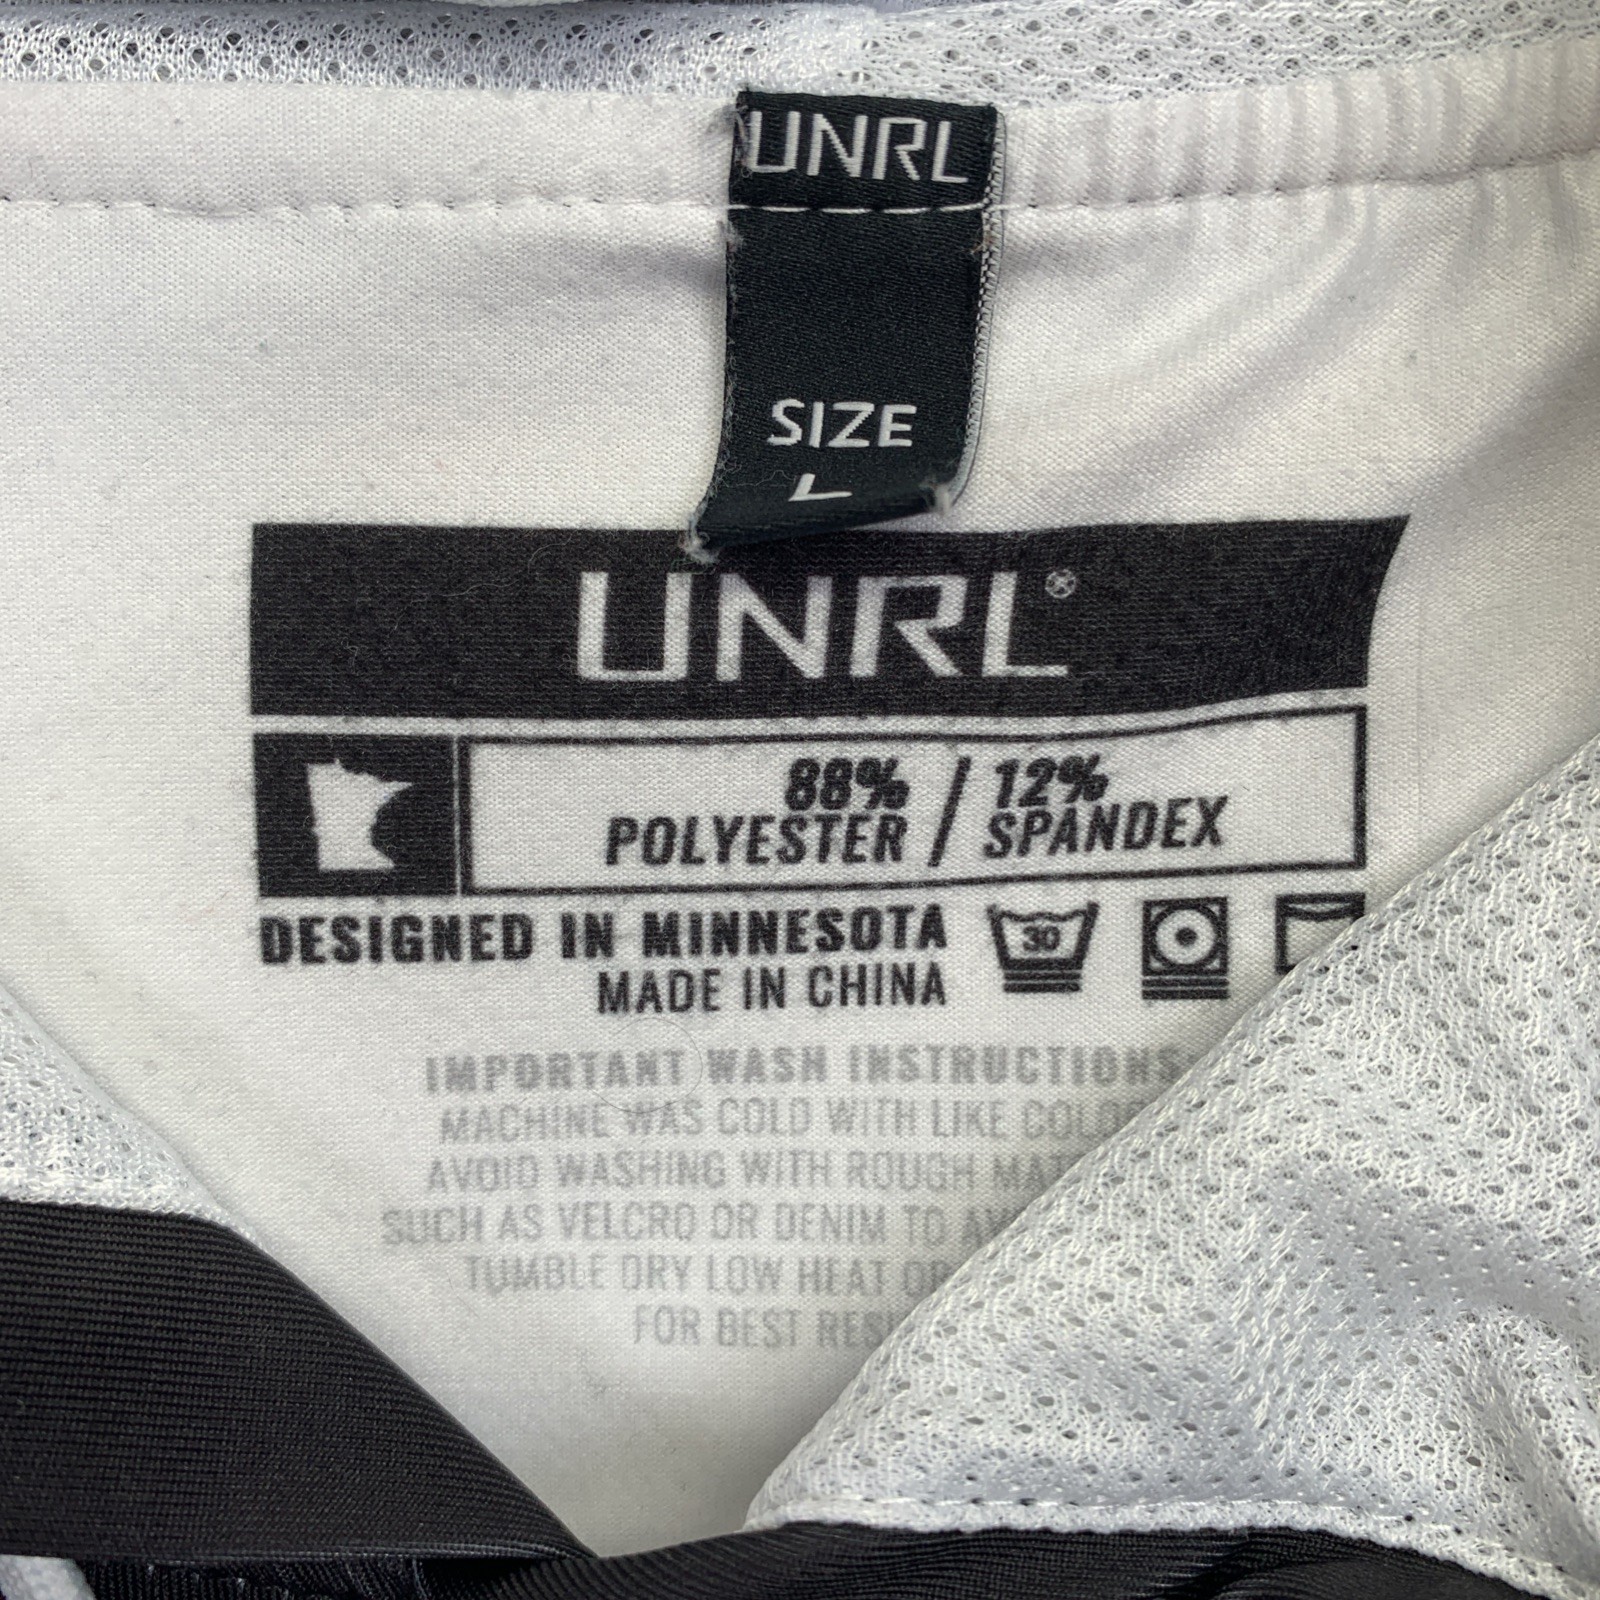 UNRL
SIZE
L
UNRL®
88% / 12%
POLYESTER / SPANDEX
DESIGNED IN MINNESOTA
MADE IN CHINA
30
IMPORTANT WASH INSTRUCTIONS
MACHINE WAS COLD WITH LIKE
AVOID WASHING WITH ROUGH
SUCH AS VELCRO OR DENIM TO
TUMBLE DRY LOW HEAT
FOR BEST